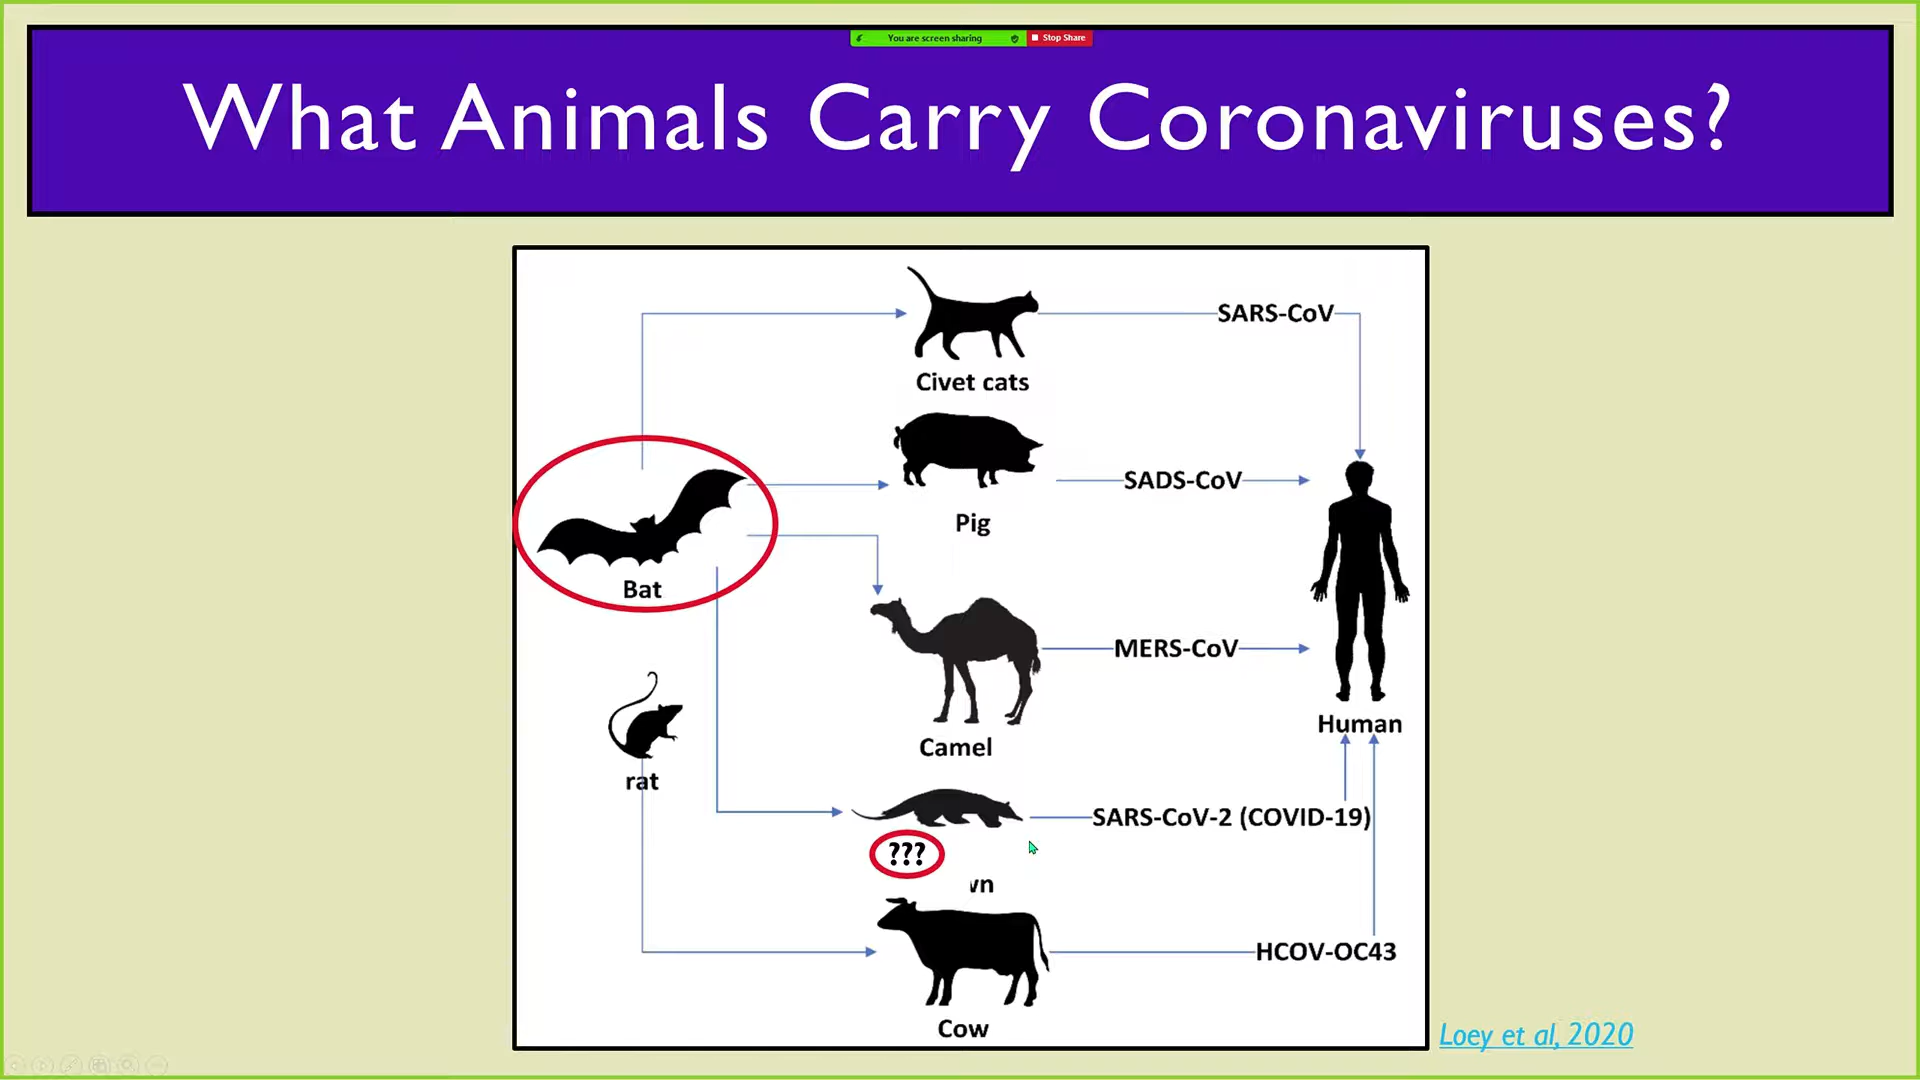 You are screen sharing
Stop Share
What Animals Carry Coronaviruses?
SARS-CoV
Civet cats
SADS-CoV
Pig
Bat
MERS-CoV
Human
Camel
rat
SARS-CoV-2 (COVID-19)
???
wn
HCOV-OC43
Cow
Loey et al, 2020